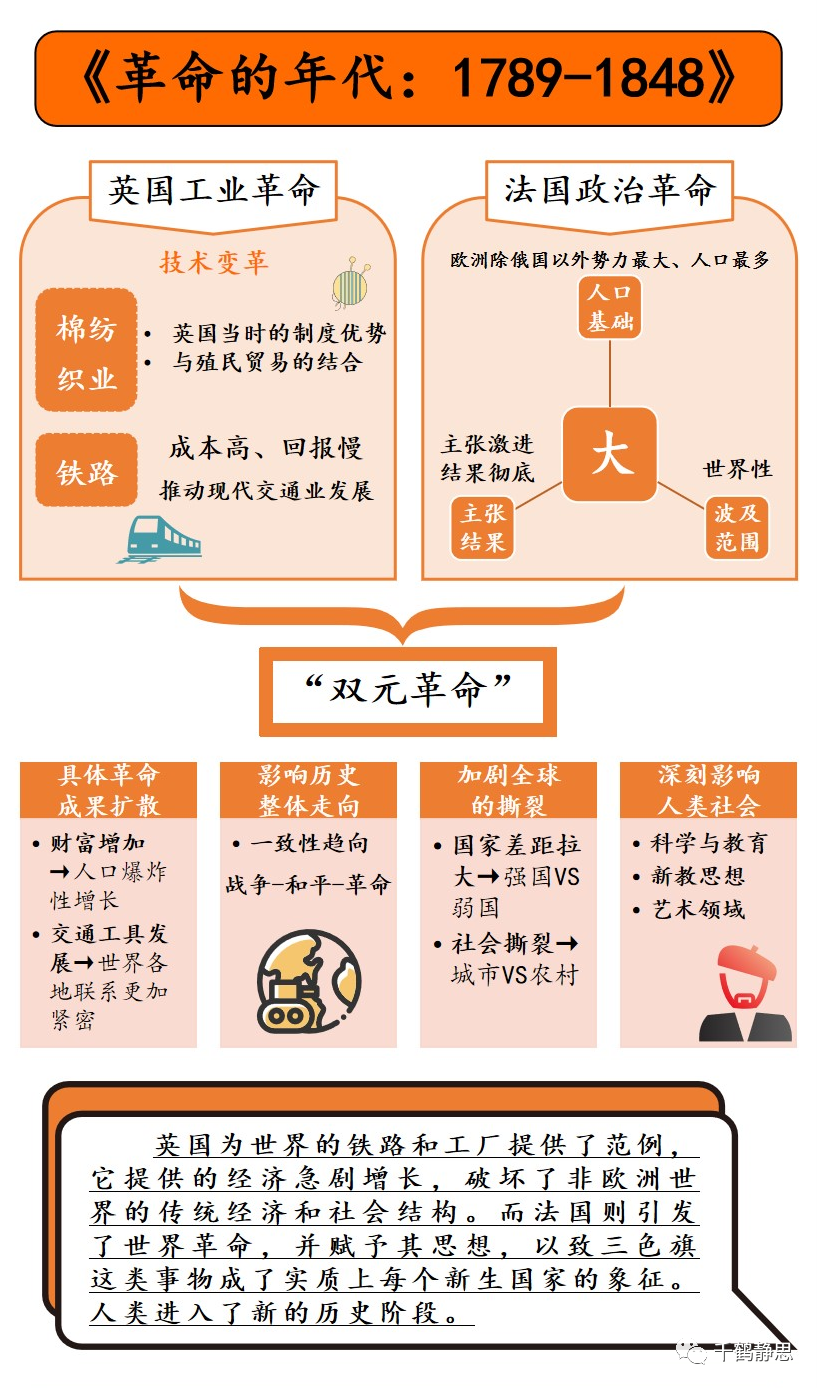 《革命的年代：1789-1848》
英国工业革命
技术变革
棉纺
织业
• 英国当时的制度优势
• 与殖民贸易的结合
铁路
成本高、回报慢
推动现代交通业发展
法国政治革命
欧洲除俄国以外势力最大、人口最多
人口
基础
大
主张激进
结果彻底
主张
结果
世界性
波及
范围
“双元革命”
具体革命
成果扩散
• 财富增加
→人口爆炸
性增长
• 交通工具发
展→世界各
地联系更加
紧密
影响历史
整体走向
• 一致性趋向
战争-和平-革命
加剧全球
的撕裂
• 国家差距拉
大→强国VS
弱国
• 社会撕裂→
城市VS农村
深刻影响
人类社会
• 科学与教育
• 新教思想
• 艺术领域
英国为世界的铁路和工厂提供了范例，
它提供的经济急剧增长，破坏了非欧洲世
界的传统经济和社会结构。而法国则引发
了世界革命，并赋予其思想，以致三色旗
这类事物成了实质上每个新生国家的象征。
人类进入了新的历史阶段。
千鹤静思